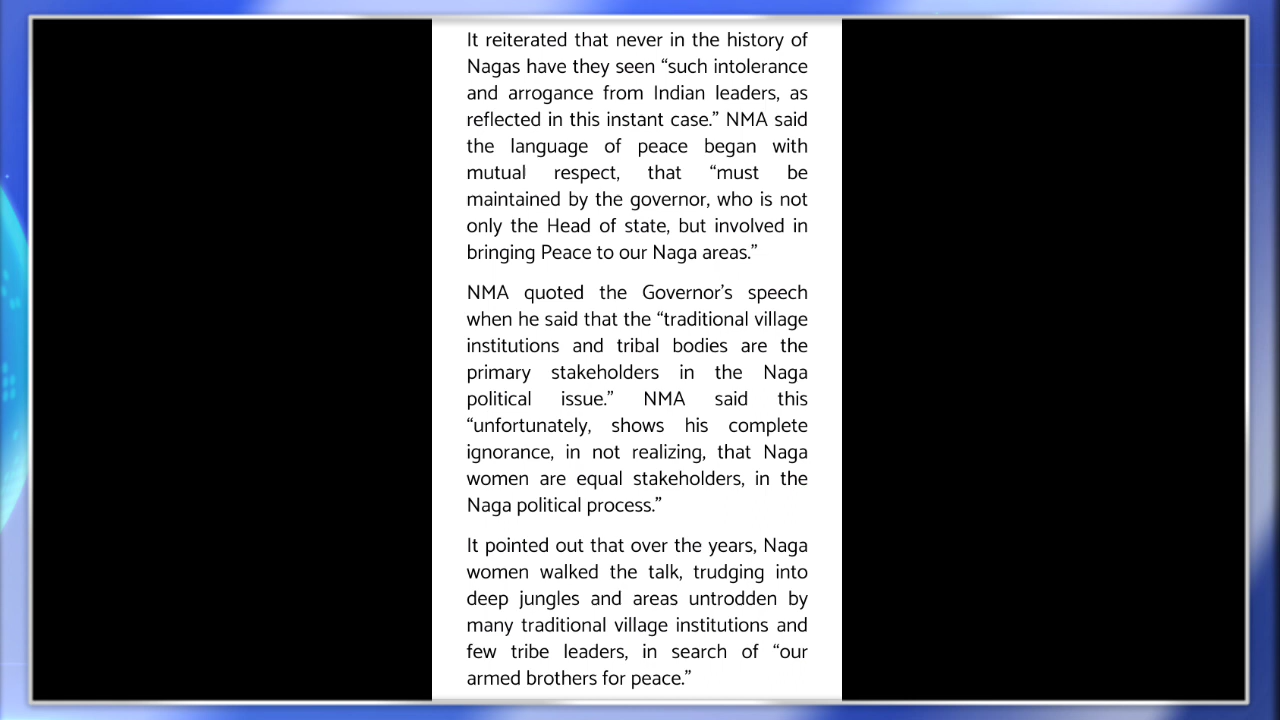 It reiterated that never in the history of
Nagas have they seen “such intolerance
and arrogance from Indian leaders, as
reflected in this instant case.” NMA said
the language of peace began with
mutual respect, that “must be
maintained by the governor, who is not
only the Head of state, but involved in
bringing Peace to our Naga areas.”
NMA quoted the Governor’s speech
when he said that the “traditional village
institutions and tribal bodies are the
primary stakeholders in the Naga
political issue.” NMA said this
“unfortunately, shows his complete
ignorance, in not realizing, that Naga
women are equal stakeholders, in the
Naga political process.”
It pointed out that over the years, Naga
women walked the talk, trudging into
deep jungles and areas untrodden by
many traditional village institutions and
few tribe leaders, in search of “our
armed brothers for peace.”